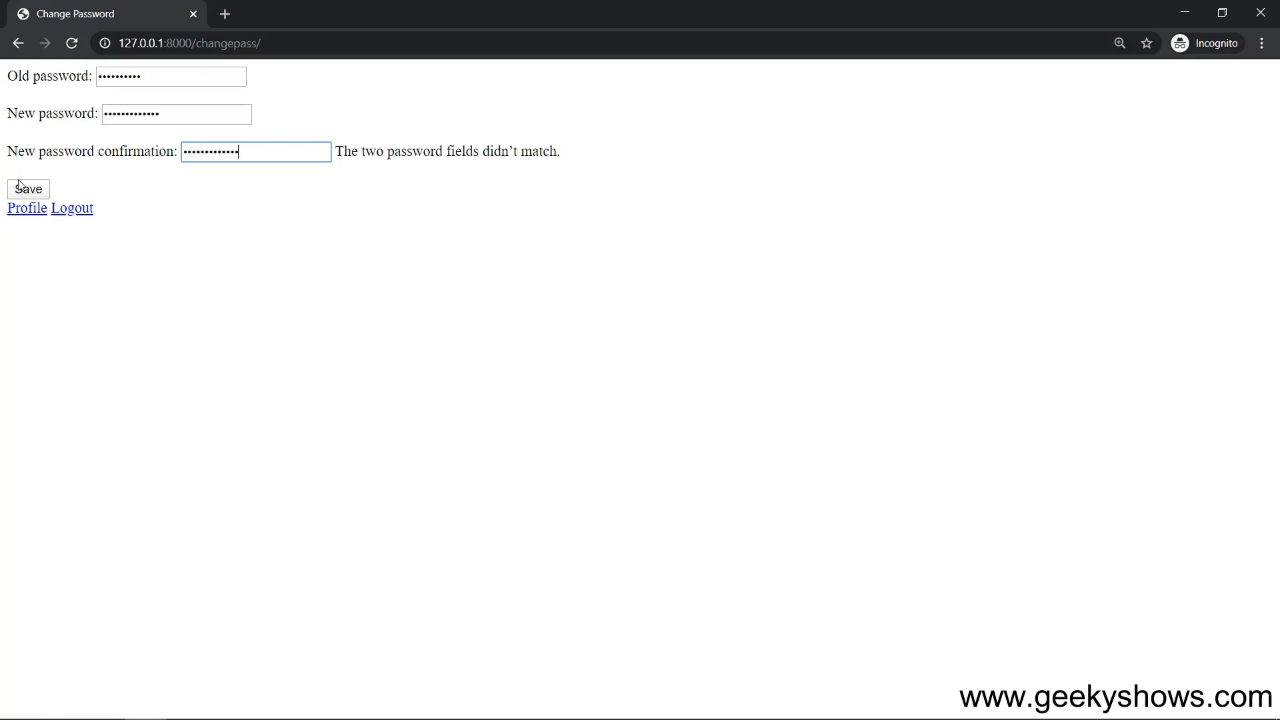 Change Password
127.0.0.1:8000/changepass/
Incognito
Old password: ••••••••••
New password: •••••••••••••
New password confirmation: ••••••••••••• The two password fields didn’t match.
Save
Profile Logout
www.geekyshows.com